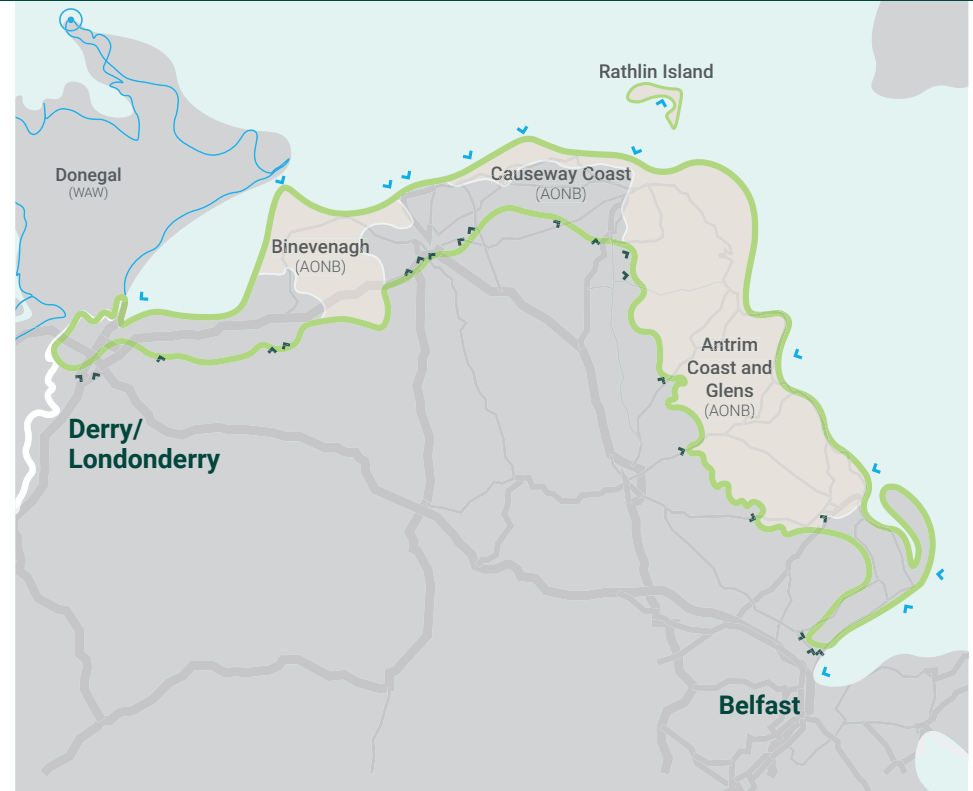 Rathlin Island
Donegal
(WAW)
Causeway Coast
(AONB)
Binevenagh
(AONB)
Antrim
Coast and
Glens
(AONB)
Derry/
Londonderry
Belfast